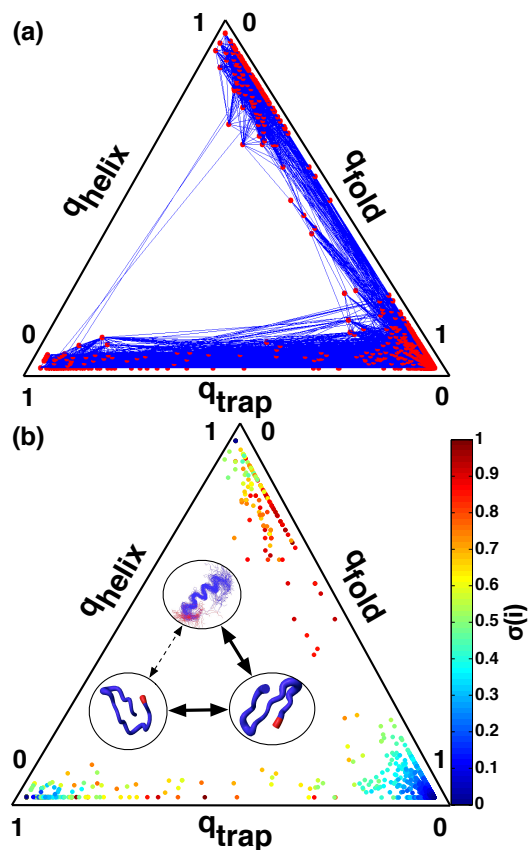 (a)
1 0
q_helix
q_fold
0 1
1 q_trap 0
(b)
1 0
q_helix
q_fold
0 1
1 q_trap 0
1
0.9
0.8
0.7
0.6
0.5
0.4
0.3
0.2
0.1
0
σ(i)